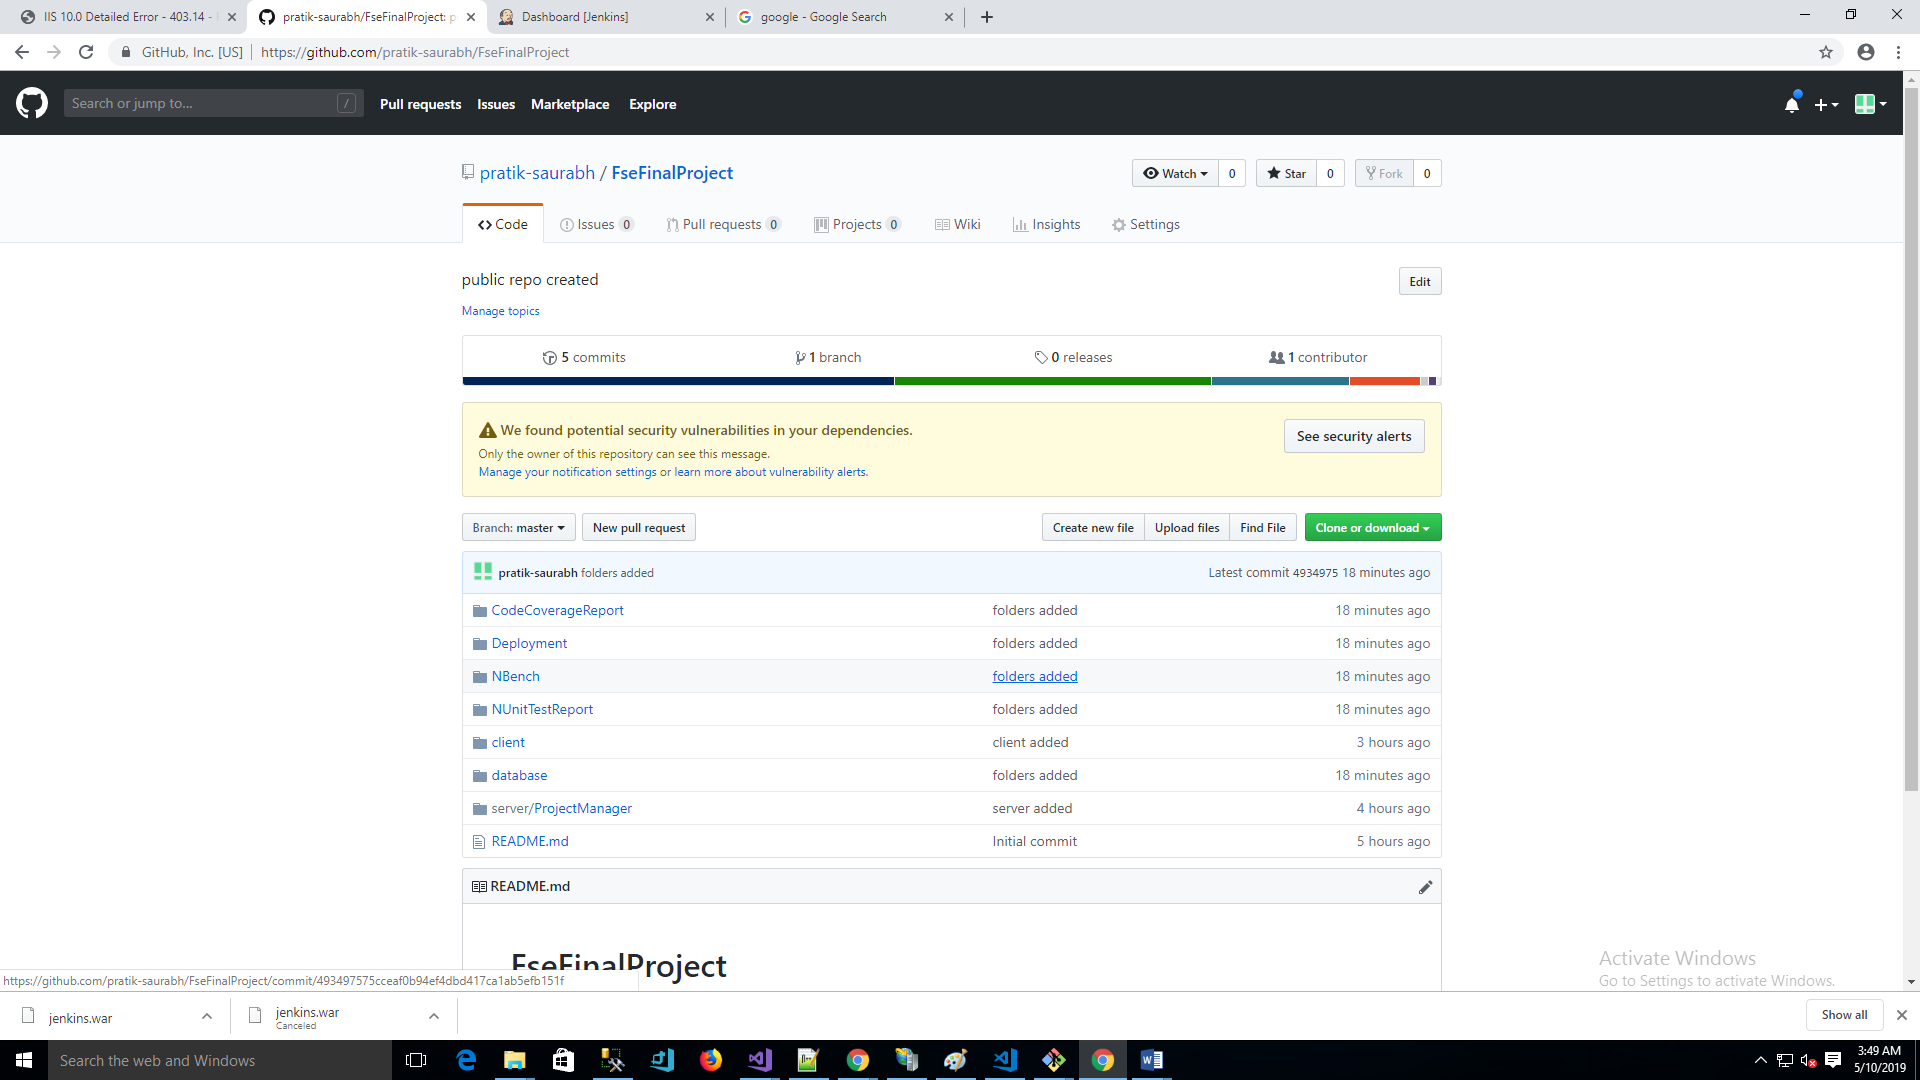 IIS 10.0 Detailed Error - 403.14 -
pratik-saurabh/FseFinalProject: p
Dashboard [Jenkins]
google - Google Search
GitHub, Inc. [US]
https://github.com/pratik-saurabh/FseFinalProject
Search or jump to...
/
Pull requests
Issues
Marketplace
Explore
pratik-saurabh / FseFinalProject
Watch 0
Star 0
Fork 0
Code
Issues 0
Pull requests 0
Projects 0
Wiki
Insights
Settings
public repo created
Edit
Manage topics
5 commits
1 branch
0 releases
1 contributor
We found potential security vulnerabilities in your dependencies.
Only the owner of this repository can see this message.
Manage your notification settings or learn more about vulnerability alerts.
See security alerts
Branch: master
New pull request
Create new file
Upload files
Find File
Clone or download
pratik-saurabh folders added
Latest commit 4934975 18 minutes ago
CodeCoverageReport folders added 18 minutes ago
Deployment folders added 18 minutes ago
NBench folders added 18 minutes ago
NUnitTestReport folders added 18 minutes ago
client client added 3 hours ago
database folders added 18 minutes ago
server/ProjectManager server added 4 hours ago
README.md Initial commit 5 hours ago
README.md
FseFinalProject
Activate Windows
Go to Settings to activate Windows.
https://github.com/pratik-saurabh/FseFinalProject/commit/493497575cceaf0b94ef4dbd417ca1ab5efb151f
jenkins.war
jenkins.war
Canceled
Show all
Search the web and Windows
3:49 AM
5/10/2019